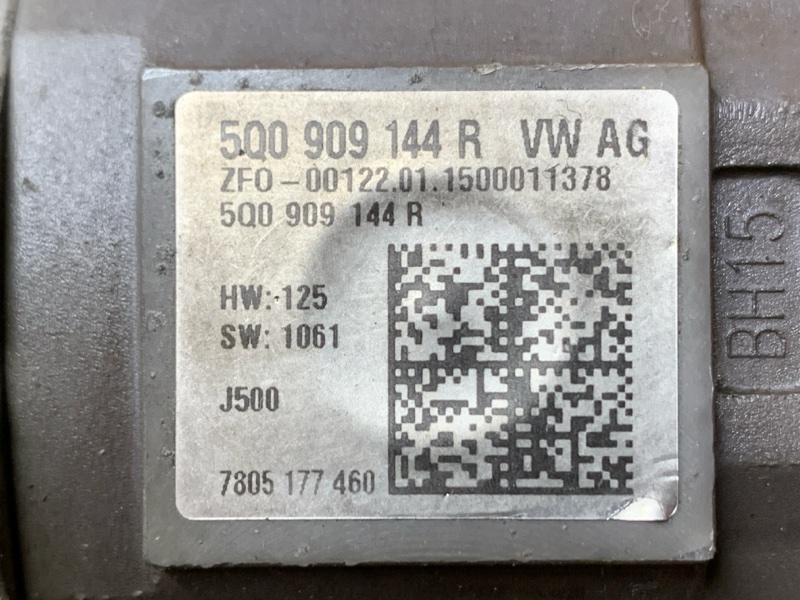 5Q0 909 144 R VW AG
ZFO-00122.01.1500011378
5Q0 909 144 R
HW: 125
SW: 1061
J500
7805 177 460
BH15